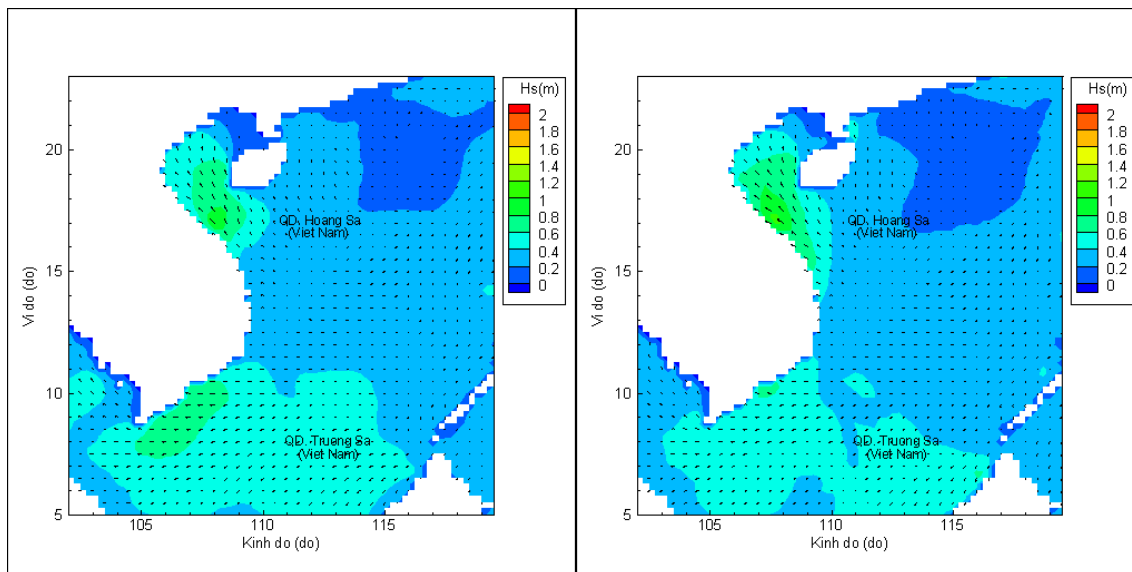 Hs(m)
2
1.8
1.6
1.4
1.2
1
0.8
0.6
0.4
0.2
0
20
15
10
5
Vi do (do)
105
110
115
Kinh do (do)
QD. Hoang Sa
(Viet Nam)
QD. Truong Sa
(Viet Nam)
Hs(m)
2
1.8
1.6
1.4
1.2
1
0.8
0.6
0.4
0.2
0
20
15
10
5
Vi do (do)
105
110
115
Kinh do (do)
QD. Hoang Sa
(Viet Nam)
QD. Truong Sa
(Viet Nam)